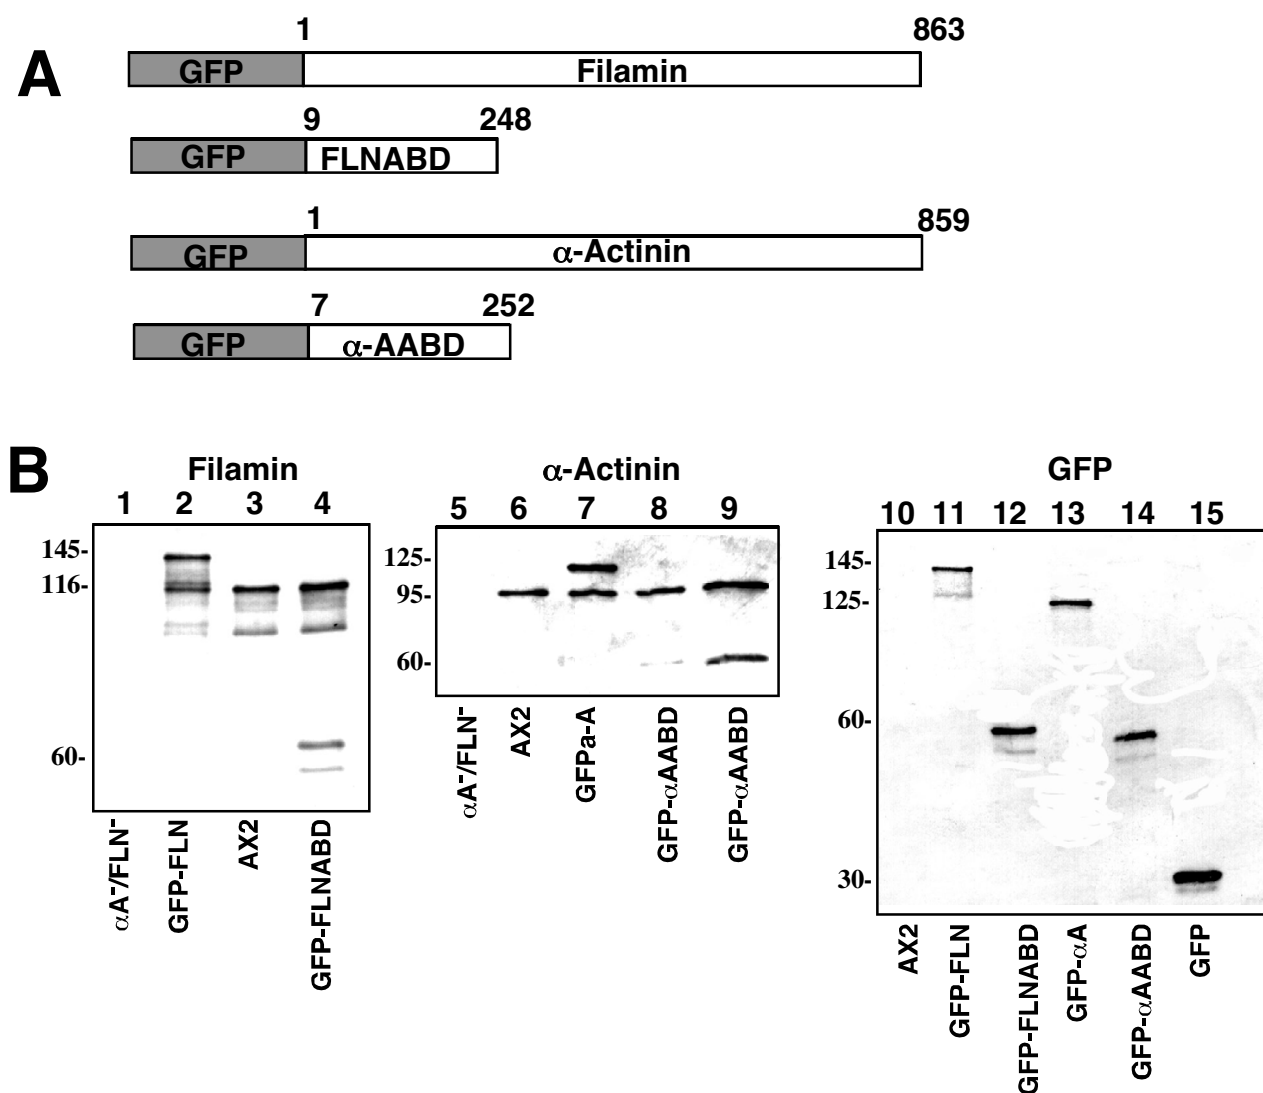 A
1 863
GFP Filamin
9 248
GFP FLNABD
1 859
GFP α-Actinin
7 252
GFP α-AABD
B
Filamin
1 2 3 4
145-
116-
60-
αA-/FLN-
GFP-FLN
AX2
GFP-FLNABD
α-Actinin
5 6 7 8 9
125-
95-
60-
αA-/FLN-
AX2
GFPa-A
GFP-αAABD
GFP-αAABD
GFP
10 11 12 13 14 15
145-
125-
60-
30-
AX2
GFP-FLN
GFP-FLNABD
GFP-αA
GFP-αAABD
GFP